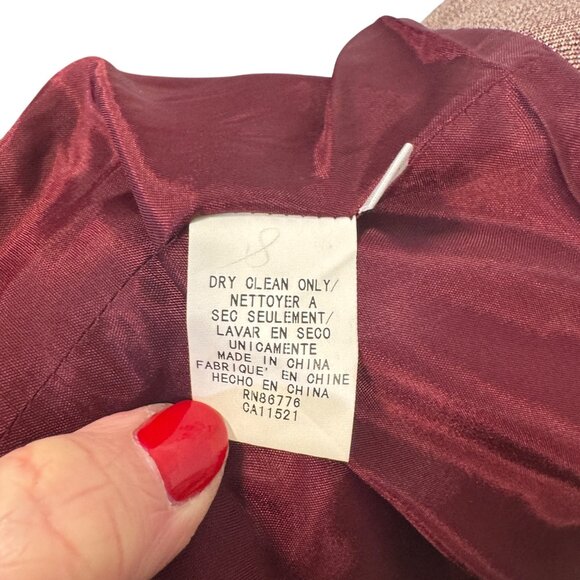 18
DRY CLEAN ONLY/
NETTOYER A
SEC SEULEMENT/
LAVAR EN SECO
UNICAMENTE
MADE IN CHINA
FABRIQUE' EN CHINE
HECHO EN CHINA
RN86776
CA11521